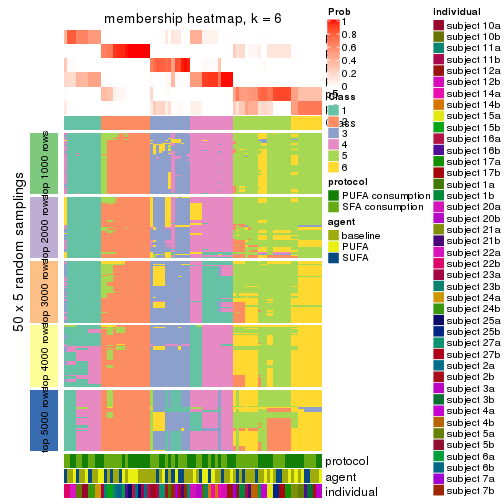 membership heatmap, k = 6
50 x 5 random samplings
top 1000 rows
top 2000 rows
top 3000 rows
top 4000 rows
top 5000 rows
protocol
agent
individual
Prob
1
0.8
0.6
0.4
0.2
0
Class
1
2
3
4
5
6
protocol
PUFA consumption
SFA consumption
agent
baseline
PUFA
SUFA
individual
subject 10a
subject 10b
subject 11a
subject 11b
subject 12a
subject 12b
subject 14a
subject 14b
subject 15a
subject 15b
subject 16a
subject 16b
subject 17a
subject 17b
subject 1a
subject 1b
subject 20a
subject 20b
subject 21a
subject 21b
subject 22a
subject 22b
subject 23a
subject 23b
subject 24a
subject 24b
subject 25a
subject 25b
subject 27a
subject 27b
subject 2a
subject 2b
subject 3a
subject 3b
subject 4a
subject 4b
subject 5a
subject 5b
subject 6a
subject 6b
subject 7a
subject 7b